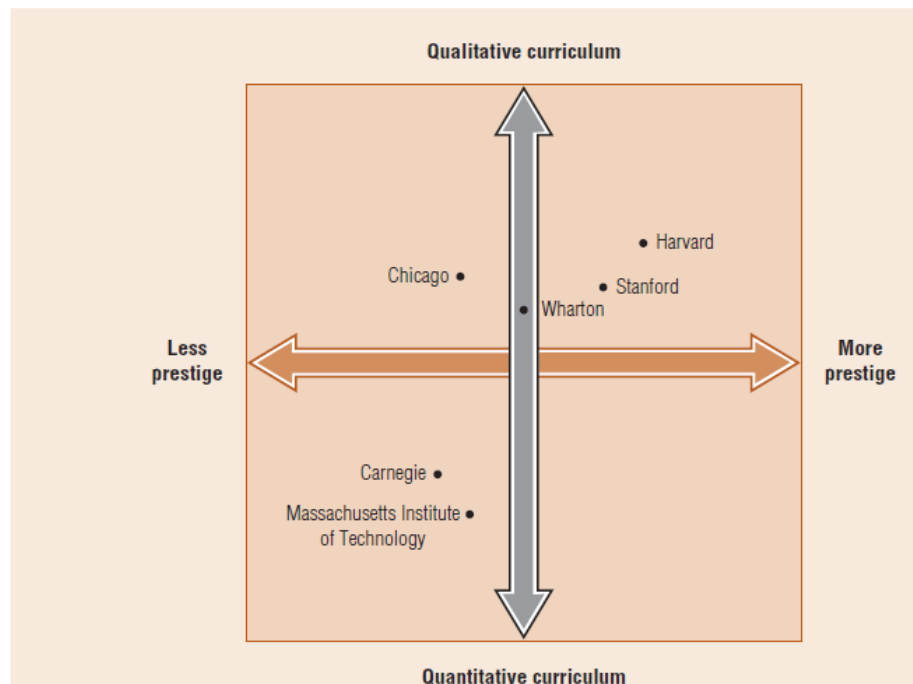 Qualitative curriculum
Harvard
Chicago
Stanford
Wharton
Less
prestige
More
prestige
Carnegie
Massachusetts Institute
of Technology
Quantitative curriculum